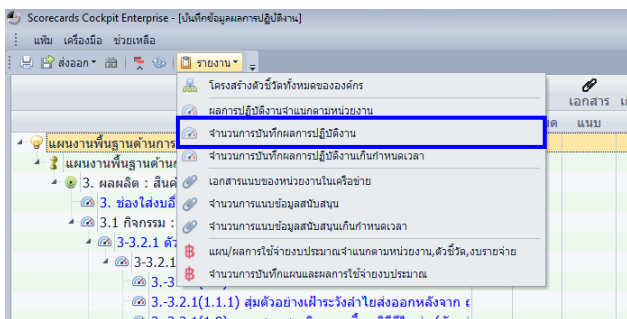 Scorecards Cockpit Enterprise - [บันทึกข้อมูลผลการปฏิบัติงาน]
แฟ้ม เครื่องมือ ช่วยเหลือ
ส่งออก รายงาน
โครงสร้างตัวชี้วัดทั้งหมดขององค์กร
เอกสาร
ผลการปฏิบัติงานจำแนกตามหน่วยงาน
แนบ
จำนวนการบันทึกผลการปฏิบัติงาน
แผนงานพื้นฐานด้านการ
จำนวนการบันทึกผลการปฏิบัติงานเกินกำหนดเวลา
แผนงานพื้นฐานด้าน
เอกสารแนบของหน่วยงานในเครือข่าย
3. ผลผลิต : สินค้
จำนวนการแนบข้อมูลสนับสนุน
3. ช่องใส่งบ
3.1 กิจกรรม :
จำนวนการแนบข้อมูลสนับสนุนเกินกำหนดเวลา
3-3.2.1 ตัว
แผน/ผลการใช้จ่ายงบประมาณจำแนกตามหน่วยงาน,ตัวชี้วัด,งบรายจ่าย
3-3.2.1
จำนวนการบันทึกแผนและผลการใช้จ่ายงบประมาณ
3.-3.2.1(1.1.1) สุ่มตัวอย่างเฝ้าระวังลำไยส่งออกหลังจาก